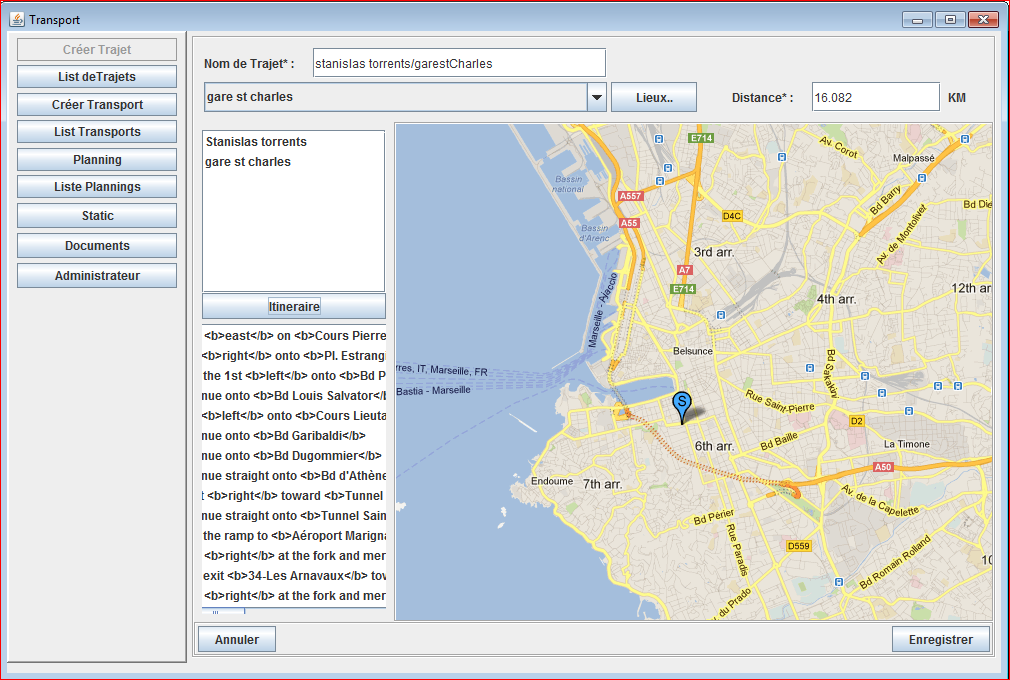 Transport
Créer Trajet
List deTrajets
Créer Transport
List Transports
Planning
Liste Plannings
Static
Documents
Administrateur
Nom de Trajet* :
stanislas torrents/garestCharles
gare st charles
Lieux..
Distance* :
16.082
KM
Stanislas torrents
gare st charles
Itineraire
<b>east</b> on <b>Cours Pierre
<b>right</b> onto <b>Pl. Estrang
the 1st <b>left</b> onto <b>Bd P
nue onto <b>Bd Louis Salvator</b>
<b>left</b> onto <b>Cours Lieuta
nue onto <b>Bd Garibaldi</b>
nue onto <b>Bd Dugommier</b>
nue straight onto <b>Bd d'Athène
t <b>right</b> toward <b>Tunnel
nue straight onto <b>Tunnel Sain
the ramp to <b>Aéroport Marigna
<b>right</b> at the fork and mer
exit <b>34-Les Arnavaux</b> tov
<b>right</b> at the fork and mer
E714
Av. Corot
Malpassé
Bassin
national
A557
Bd Barry
Bd Die
D4C
A55
Bassin
d'Arenc
Av. de Montolivet
3rd arr.
A7
E714
12th ar
4th arr.
Marseille - Ajaccio
Belsunce
Bd Sakakini
rres, IT, Marseille, FR
Bastia - Marseille
S
Rue Saint-Pierre
D2
6th arr.
Bd Baille
La Timone
A50
Endoume
7th arr.
Av. de la Capelette
Bd Périer
Rue Paradis
D559
Bd Romain Rolland
10
du Prado
Annuler
Enregistrer